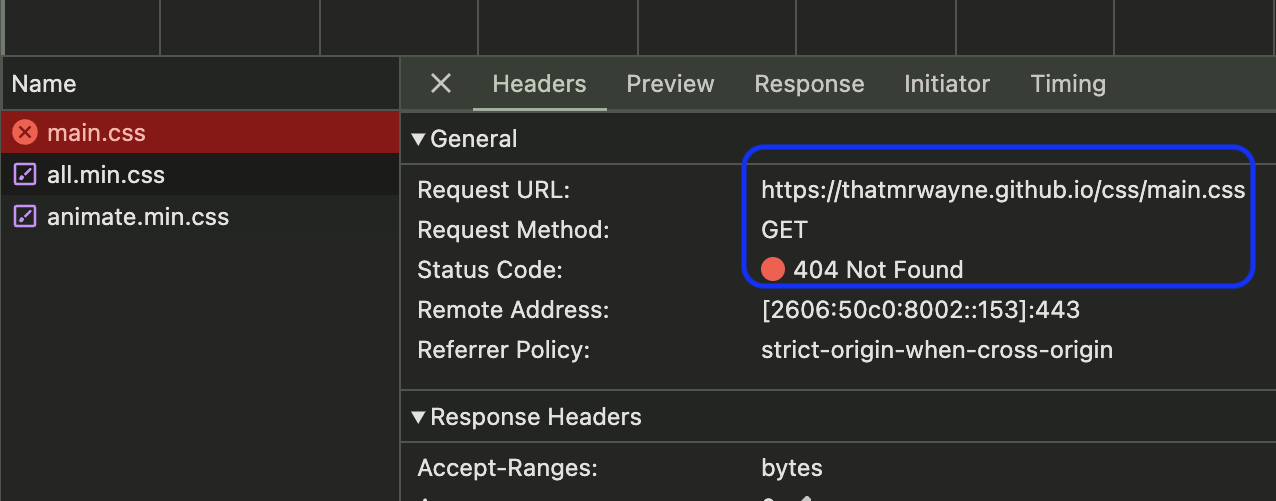 Name
Headers Preview Response Initiator Timing
main.css
all.min.css
animate.min.css
General
Request URL: https://thatmrwayne.github.io/css/main.css
Request Method: GET
Status Code: 404 Not Found
Remote Address: [2606:50c0:8002::153]:443
Referrer Policy: strict-origin-when-cross-origin
Response Headers
Accept-Ranges: bytes